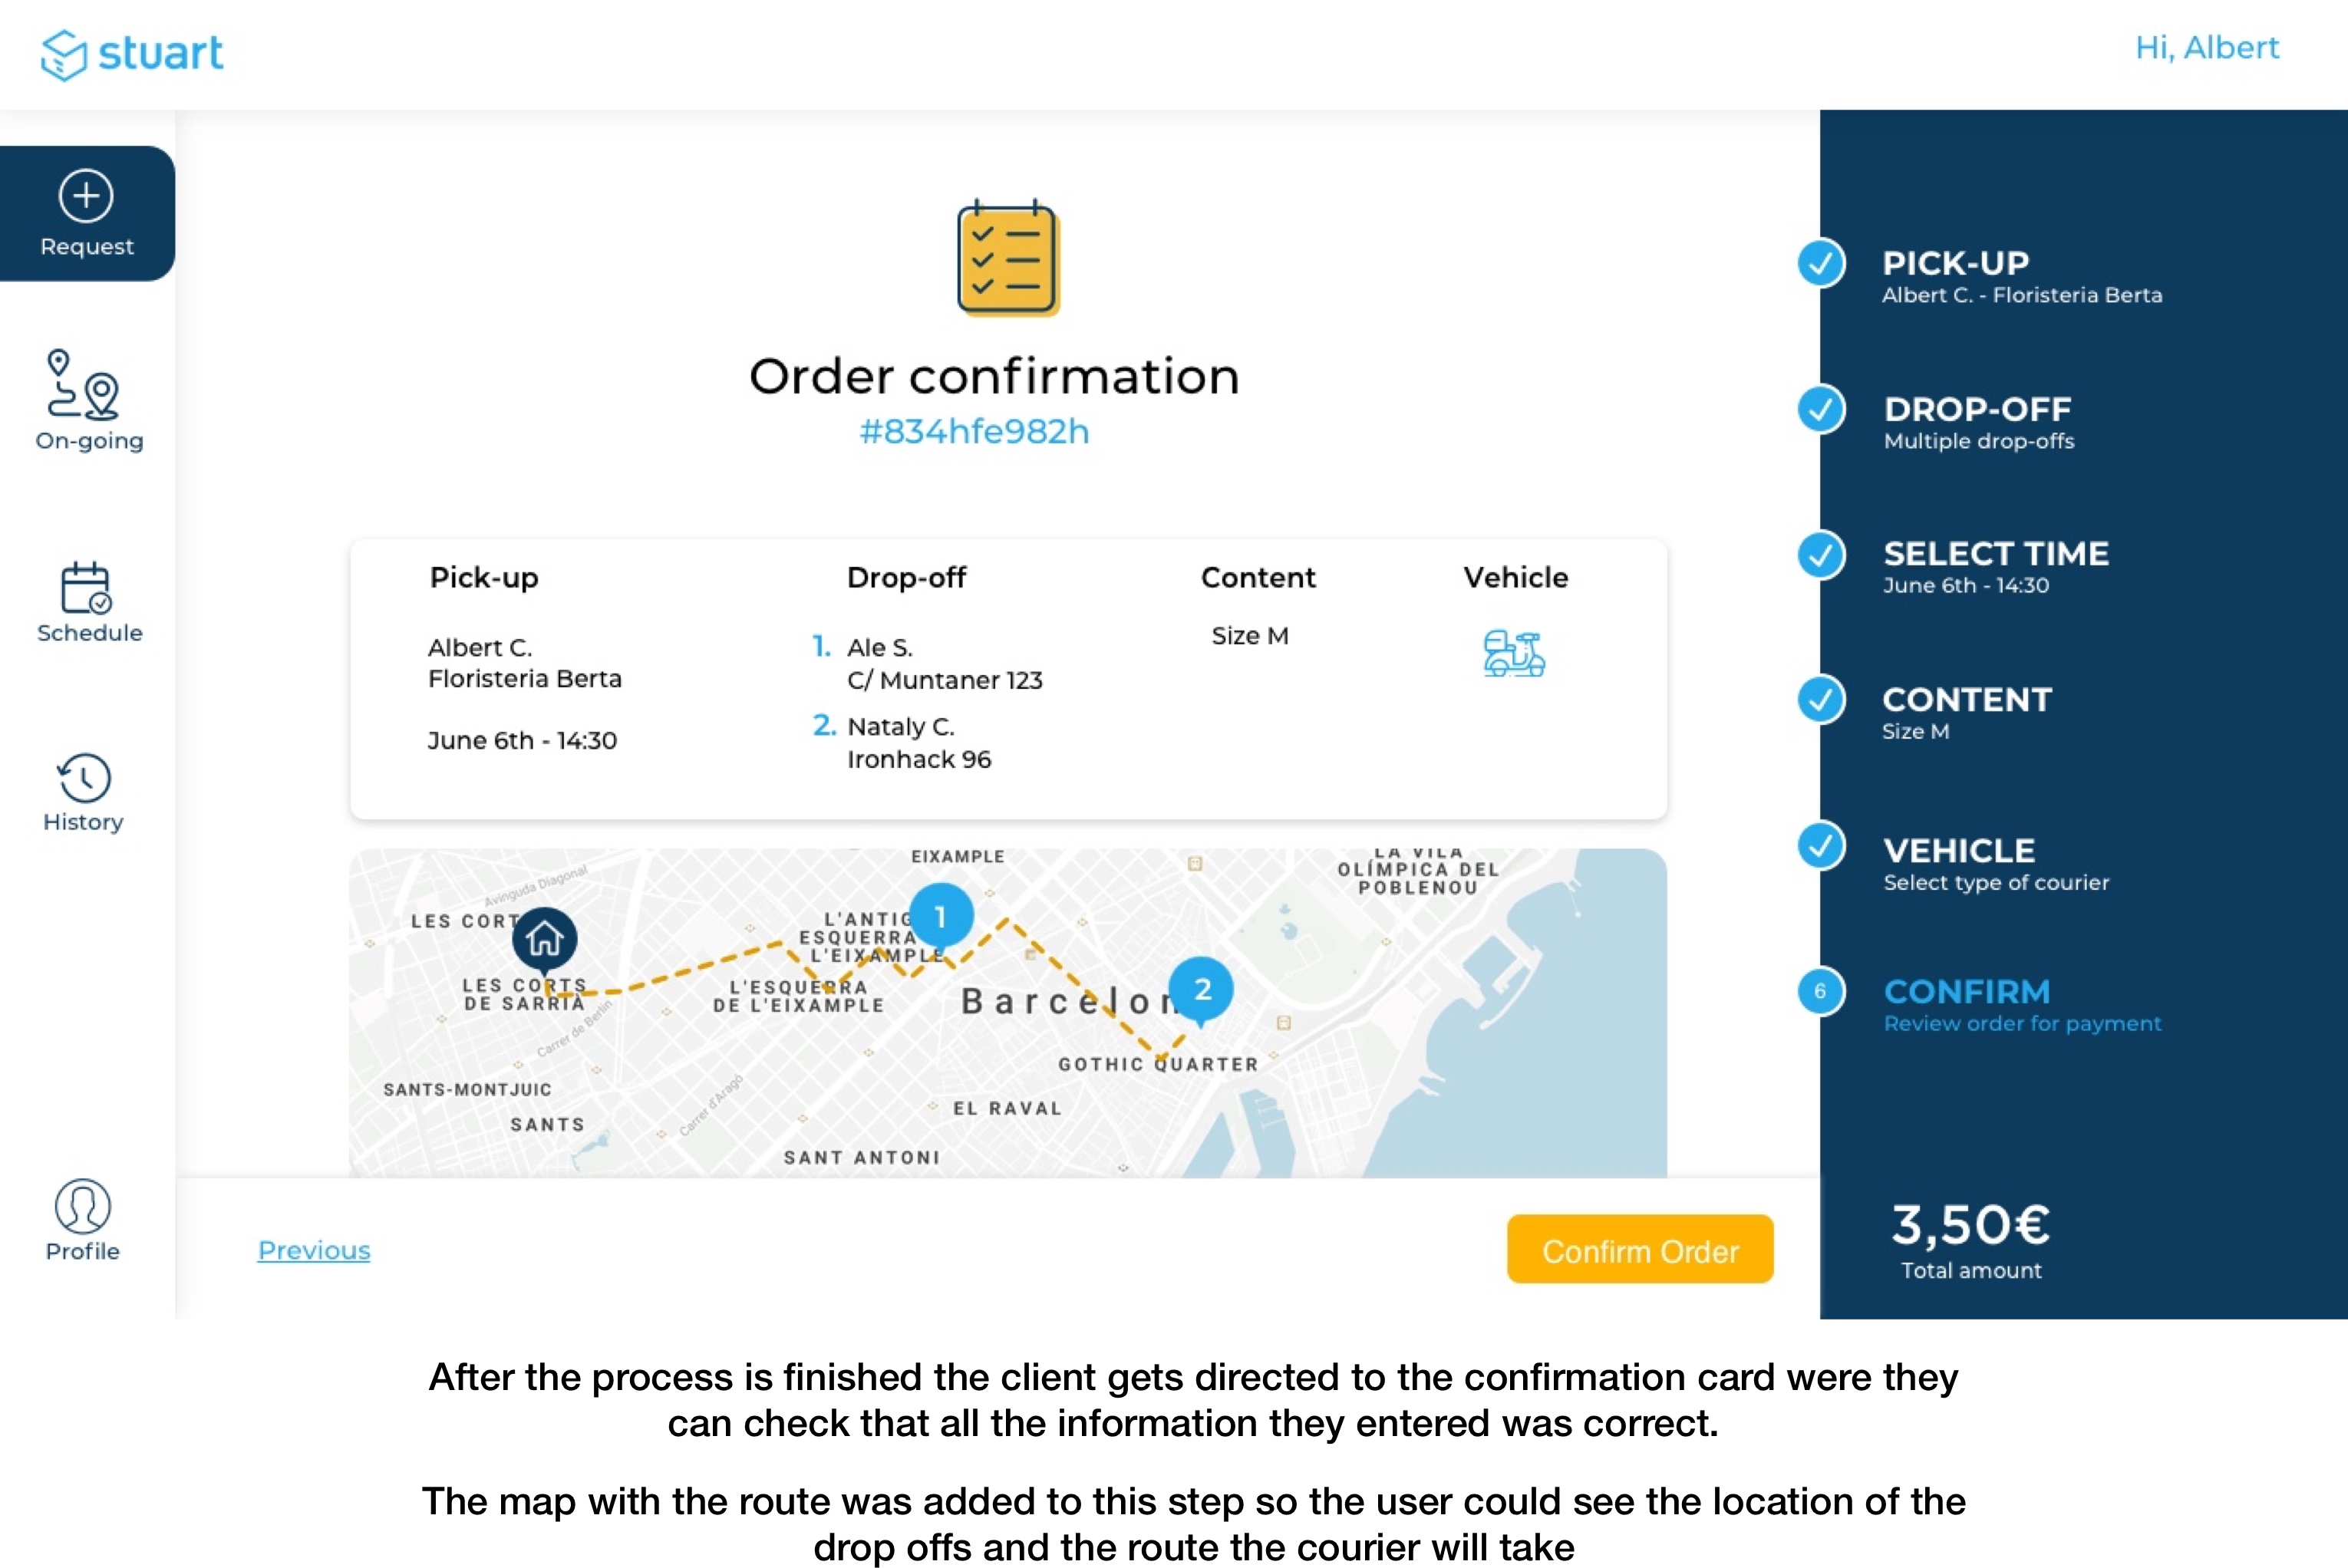 stuart
Hi, Albert
Request
On-going
Schedule
History
Profile
Order confirmation
#834hfe982h
Pick-up
Albert C.
Floristeria Berta
June 6th - 14:30
Drop-off
1. Ale S.
C/ Muntaner 123
2. Nataly C.
Ironhack 96
Content
Size M
Vehicle
EIXAMPLE
LA VILA
OLÍMPICA DEL
POBLENOU
Avinguda Diagonal
LES CORT
1
L'ANTIG
ESQUERRA
L'EIXAMPLE
LES CORTS
DE SARRIÀ
L'ESQUERRA
DE L'EIXAMPLE
Barcelon
2
Carrer de Berlín
GOTHIC QUARTER
SANTS-MONTJUIC
Carrer d'Aragó
EL RAVAL
SANTS
SANT ANTONI
Previous
Confirm Order
PICK-UP
Albert C. - Floristeria Berta
DROP-OFF
Multiple drop-offs
SELECT TIME
June 6th - 14:30
CONTENT
Size M
VEHICLE
Select type of courier
6
CONFIRM
Review order for payment
3,50€
Total amount
After the process is finished the client gets directed to the confirmation card were they
can check that all the information they entered was correct.
The map with the route was added to this step so the user could see the location of the
drop offs and the route the courier will take